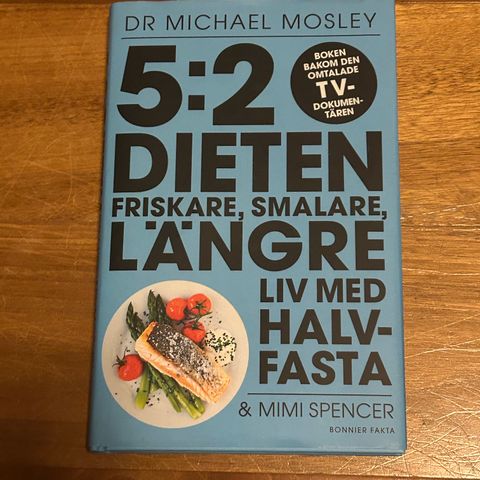 DR MICHAEL MOSLEY
5:2
BOKEN
BAKOM DEN
OMTALADE
TV-
DOKUMEN-
TÄREN
DIETEN
FRISKARE, SMALARE,
LÄNGRE
LIV MED
HALV-
FASTA
& MIMI SPENCER
BONNIER FAKTA